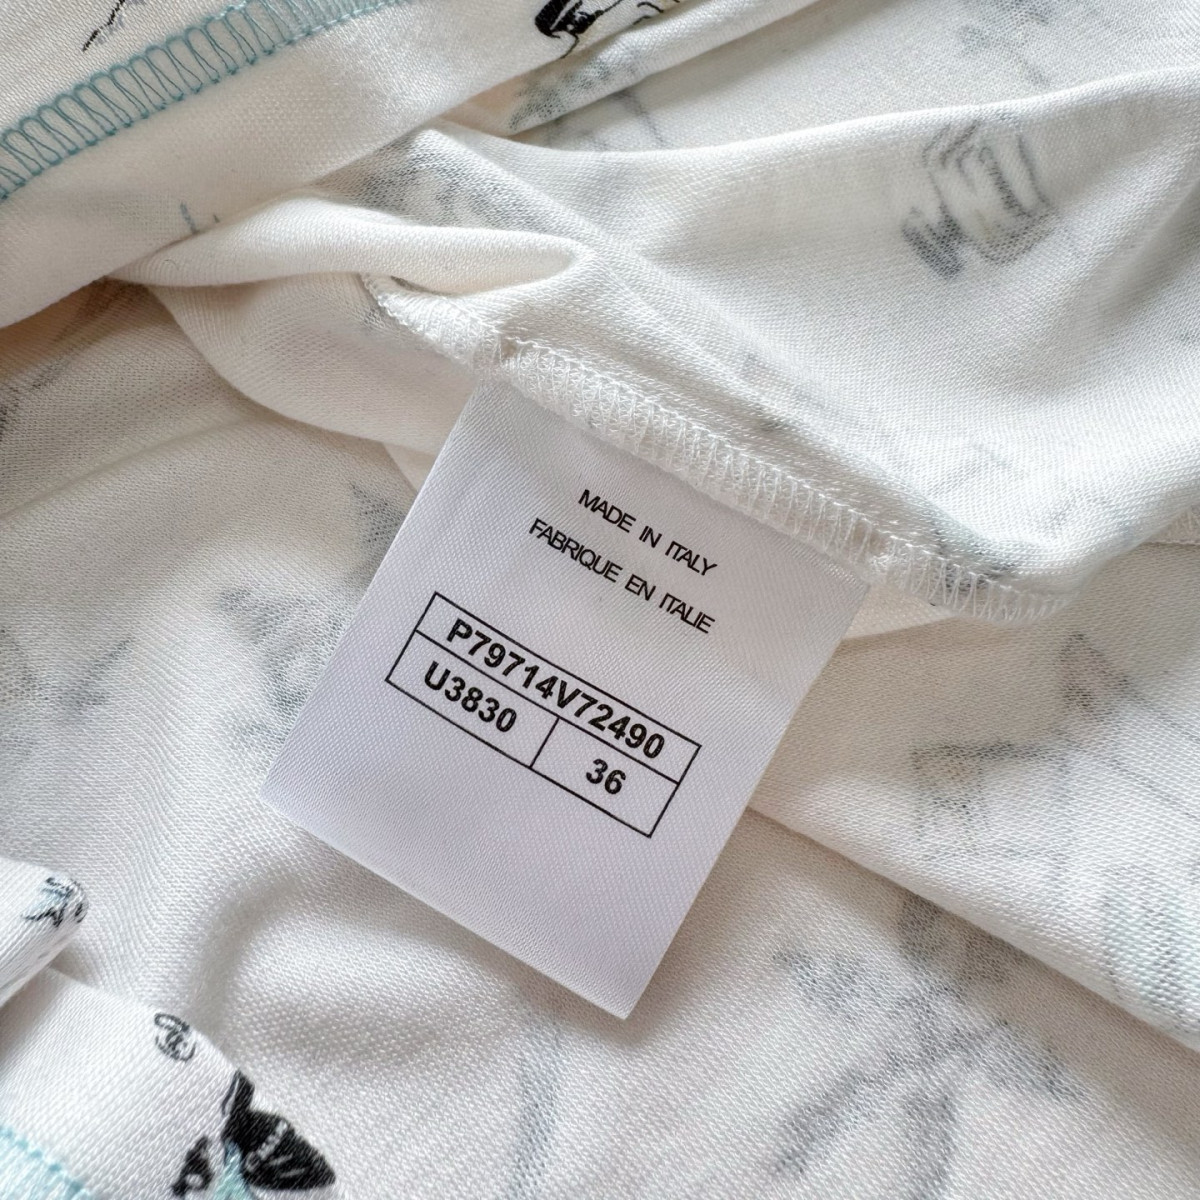 MADE IN ITALY
FABRIQUE EN ITALIE
P79714V72490
U3830 36